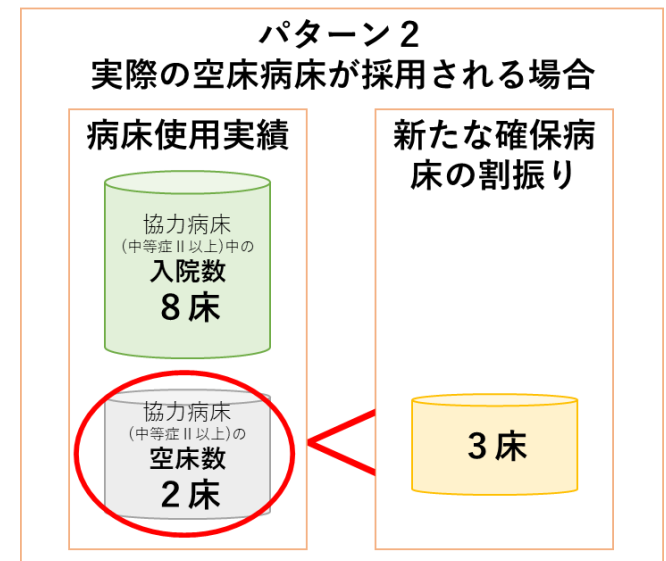 パターン２
実際の空床病床が採用される場合
病床使用実績
協力病床
(中等症Ⅱ以上)中の
入院数
８床
協力病床
(中等症Ⅱ以上)の
空床数
２床
新たな確保病
床の割振り
３床